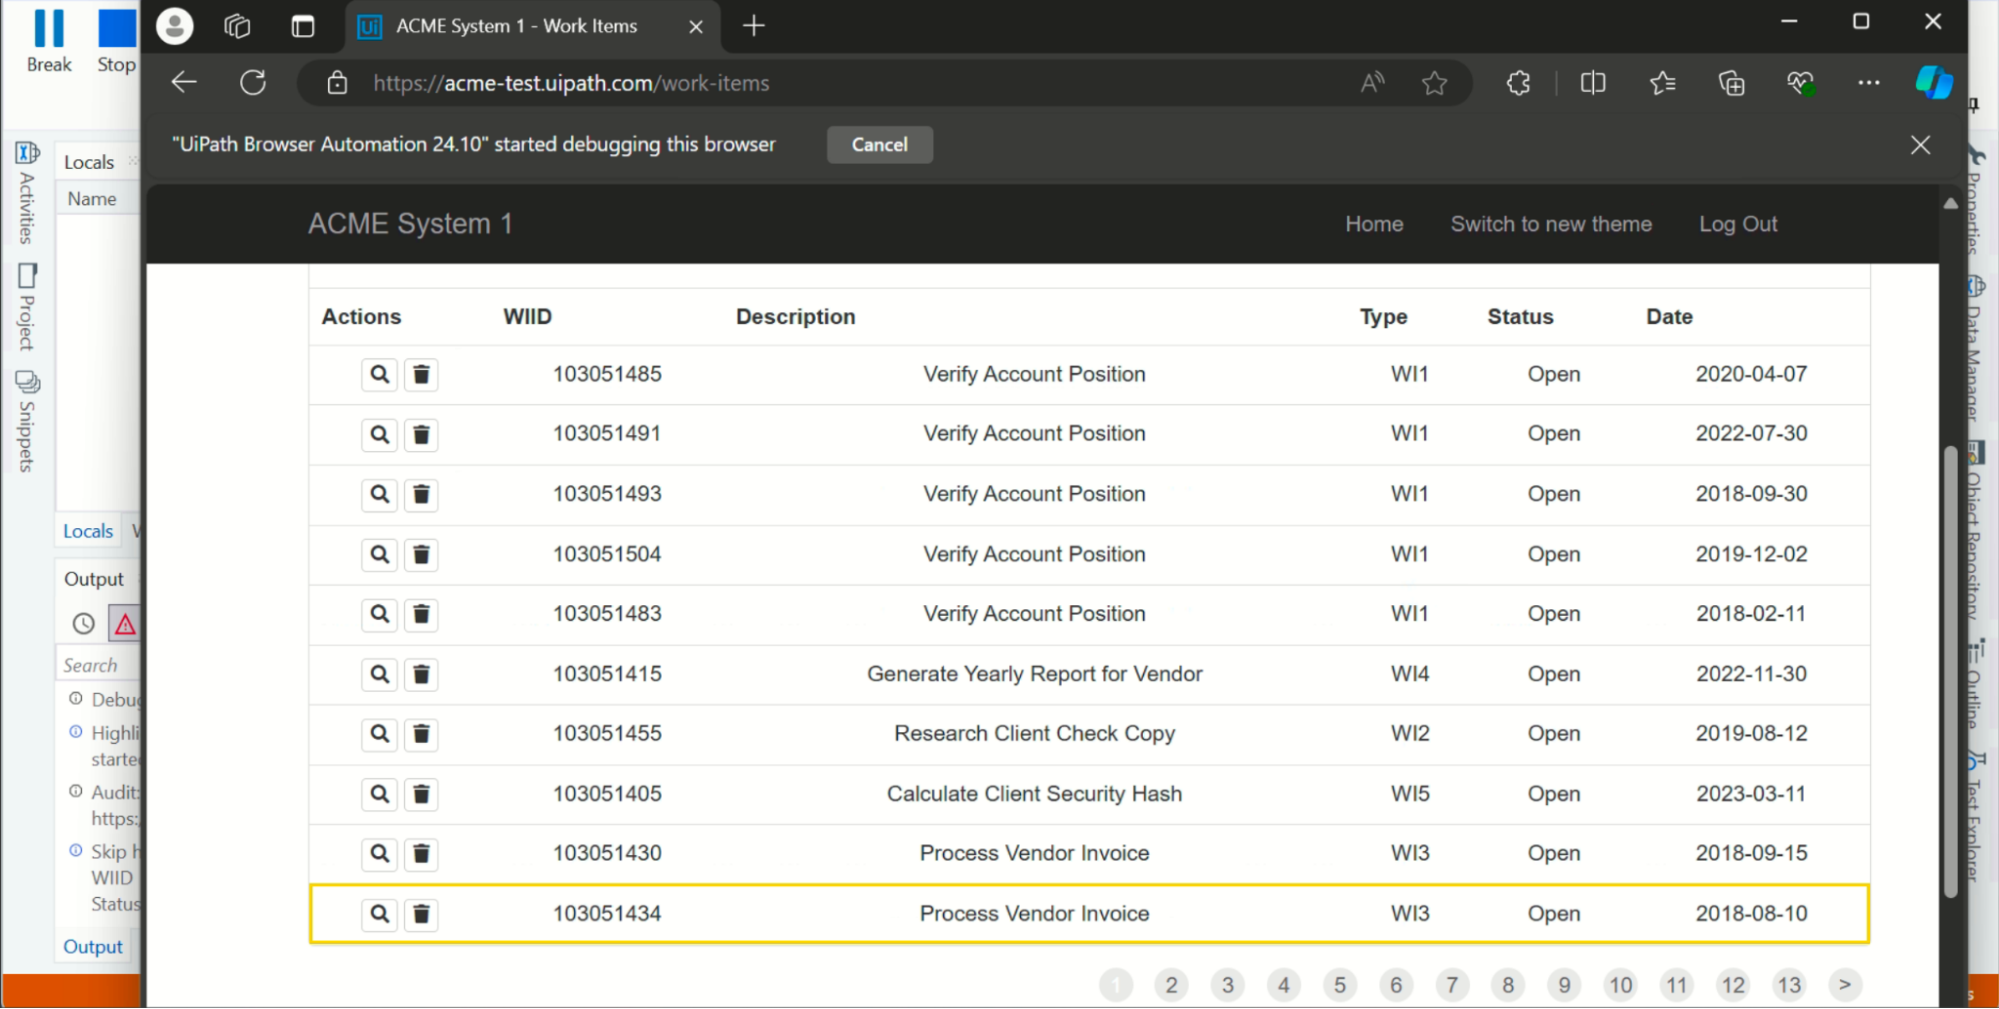 Break
Stop
ACME System 1 - Work Items
https://acme-test.uipath.com/work-items
"UiPath Browser Automation 24.10" started debugging this browser
Cancel
Activities
Project
Snippets
Locals
Name
Locals
Output
Search
Debug
Highli
starte
Audit:
https:/
Skip h
WIID
Status
Output
ACME System 1
Home
Switch to new theme
Log Out
Actions WIID Description Type Status Date
103051485 Verify Account Position WI1 Open 2020-04-07
103051491 Verify Account Position WI1 Open 2022-07-30
103051493 Verify Account Position WI1 Open 2018-09-30
103051504 Verify Account Position WI1 Open 2019-12-02
103051483 Verify Account Position WI1 Open 2018-02-11
103051415 Generate Yearly Report for Vendor WI4 Open 2022-11-30
103051455 Research Client Check Copy WI2 Open 2019-08-12
103051405 Calculate Client Security Hash WI5 Open 2023-03-11
103051430 Process Vendor Invoice WI3 Open 2018-09-15
103051434 Process Vendor Invoice WI3 Open 2018-08-10
1 2 3 4 5 6 7 8 9 10 11 12 13 >
Properties
Data Manager
Object Repository
Outline
Test Explorer